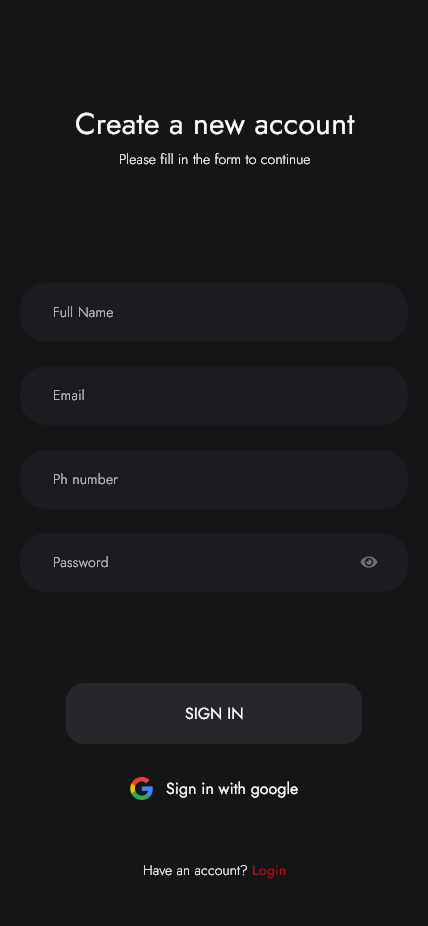 Create a new account
Please fill in the form to continue
Full Name
Email
Ph number
Password
SIGN IN
Sign in with google
Have an account? Login